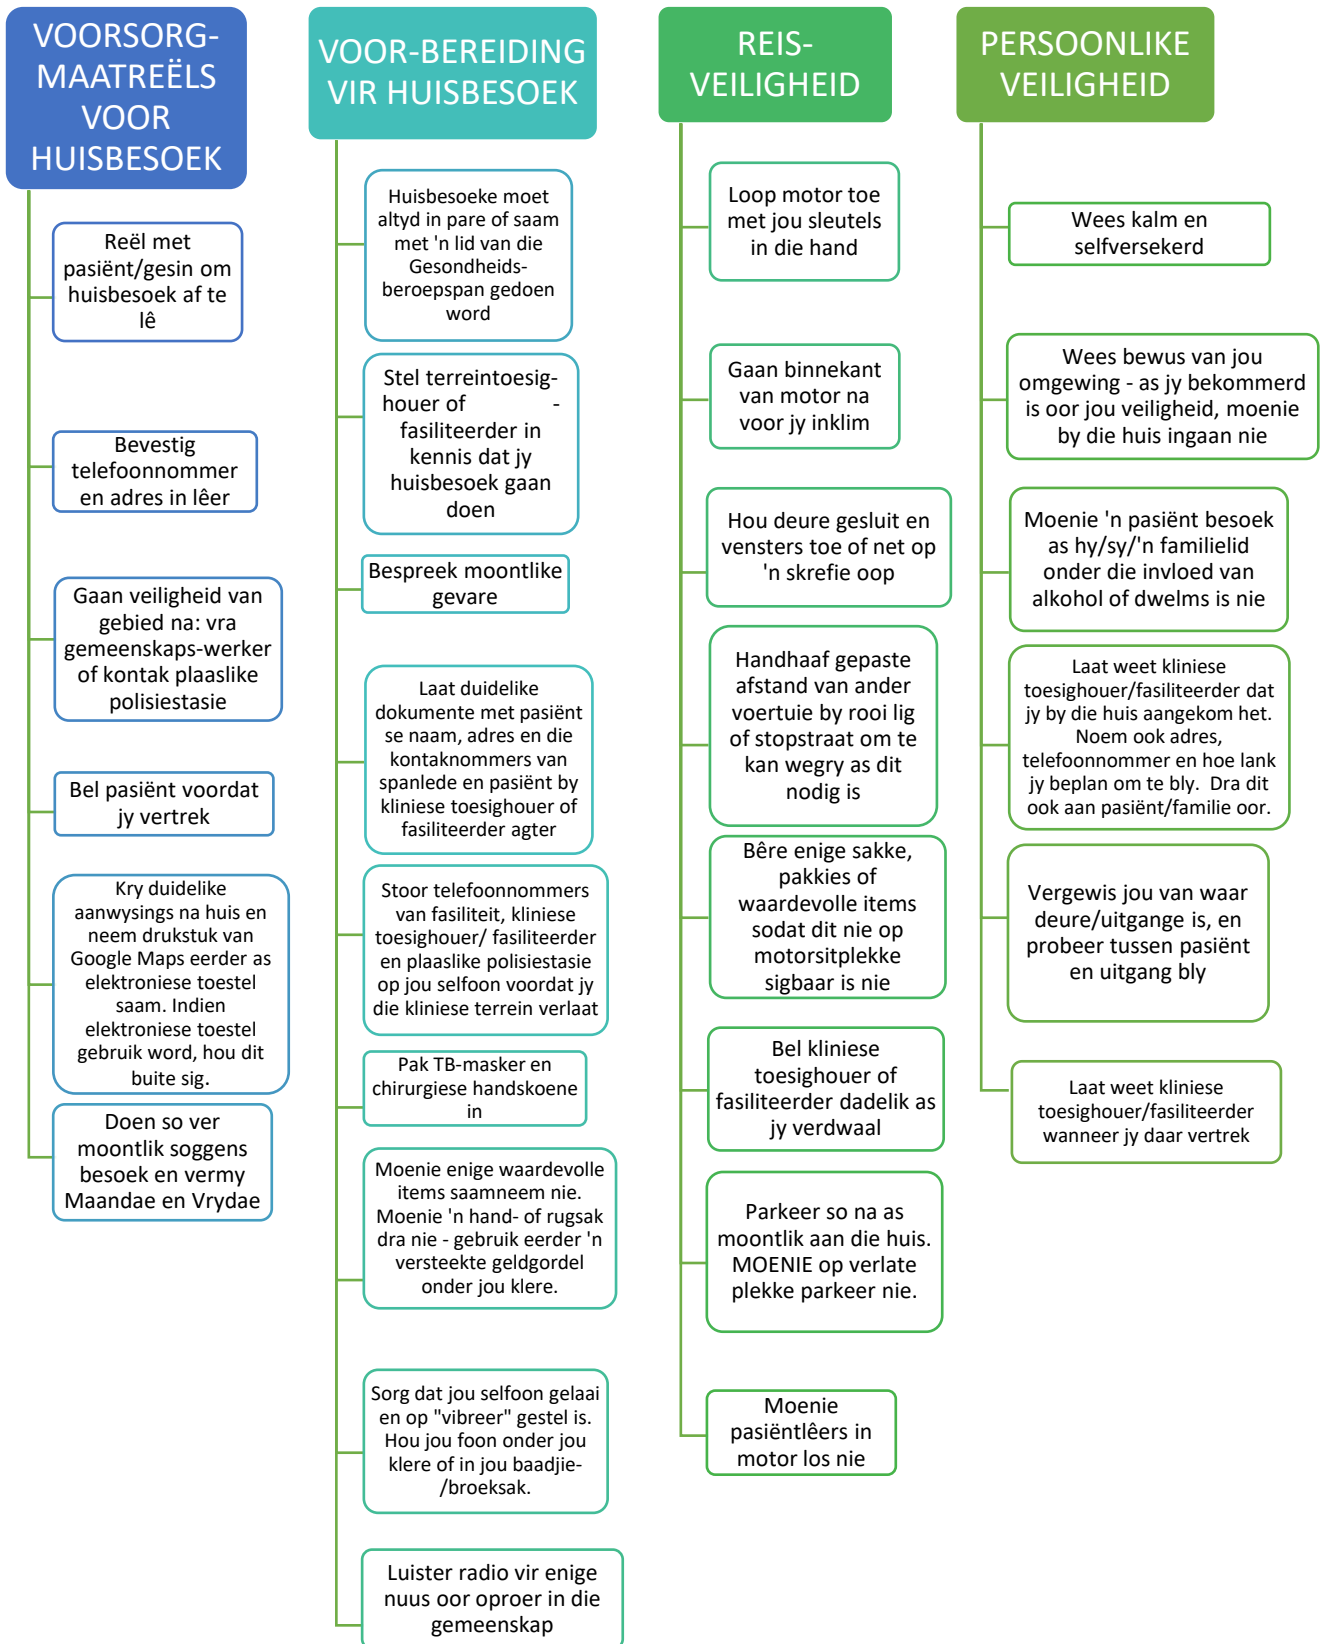 VOORSORG-
MAATREËLS
VOOR
HUISBESOEK
Reël met
pasiënt/gesin om
huisbesoek af te
lê
Bevestig
telefoonnommer
en adres in lêer
Gaan veiligheid van
gebied na: vra
gemeenskaps-werker
of kontak plaaslike
polisiestasie
Bel pasiënt voordat
jy vertrek
Kry duidelike
aanwysings na huis en
neem drukstuk van
Google Maps eerder as
elektroniese toestel
saam. Indien
elektroniese toestel
gebruik word, hou dit
buite sig.
Doen so ver
moontlik soggens
besoek en vermy
Maandae en Vrydae
VOOR-BEREIDING
VIR HUISBESOEK
Huisbesoeke moet
altyd in pare of saam
met 'n lid van die
Gesondheids-
beroepspan gedoen
word
Stel terreintoesig-
houer of -
fasiliteerder in
kennis dat jy
huisbesoek gaan
doen
Bespreek moontlike
gevare
Laat duidelike
dokumente met pasiënt
se naam, adres en die
kontaknommers van
spanlede en pasiënt by
kliniese toesighouer of
fasiliteerder agter
Stoor telefoonnommers
van fasiliteit, kliniese
toesighouer/ fasiliteerder
en plaaslike polisiestasie
op jou selfoon voordat jy
die kliniese terrein verlaat
Pak TB-masker en
chirurgiese handskoene
in
Moenie enige waardevolle
items saamneem nie.
Moenie 'n hand- of rugsak
dra nie - gebruik eerder 'n
versteekte geldgordel
onder jou klere.
Sorg dat jou selfoon gelaai
en op "vibreer" gestel is.
Hou jou foon onder jou
klere of in jou baadjie-
/broeksak.
Luister radio vir enige
nuus oor oproer in die
gemeenskap
REIS-
VEILIGHEID
Loop motor toe
met jou sleutels
in die hand
Gaan binnekant
van motor na
voor jy inklim
Hou deure gesluit en
vensters toe of net op
'n skrefie oop
Handhaaf gepaste
afstand van ander
voertuie by rooi lig
of stopstraat om te
kan wegry as dit
nodig is
Bêre enige sakke,
pakkies of
waardevolle items
sodat dit nie op
motorsitplekke
sigbaar is nie
Bel kliniese
toesighouer of
fasiliteerder dadelik as
jy verdwaal
Parkeer so na as
moontlik aan die huis.
MOENIE op verlate
plekke parkeer nie.
Moenie
pasiëntlêers in
motor los nie
PERSOONLIKE
VEILIGHEID
Wees kalm en
selfversekerd
Wees bewus van jou
omgewing - as jy bekommerd
is oor jou veiligheid, moenie
by die huis ingaan nie
Moenie 'n pasiënt besoek
as hy/sy/'n familielid
onder die invloed van
alkohol of dwelms is nie
Laat weet kliniese
toesighouer/fasiliteerder dat
jy by die huis aangekom het.
Noem ook adres,
telefoonnommer en hoe lank
jy beplan om te bly. Dra dit
ook aan pasiënt/familie oor.
Vergewis jou van waar
deure/uitgange is, en
probeer tussen pasiënt
en uitgang bly
Laat weet kliniese
toesighouer/fasiliteerder
wanneer jy daar vertrek